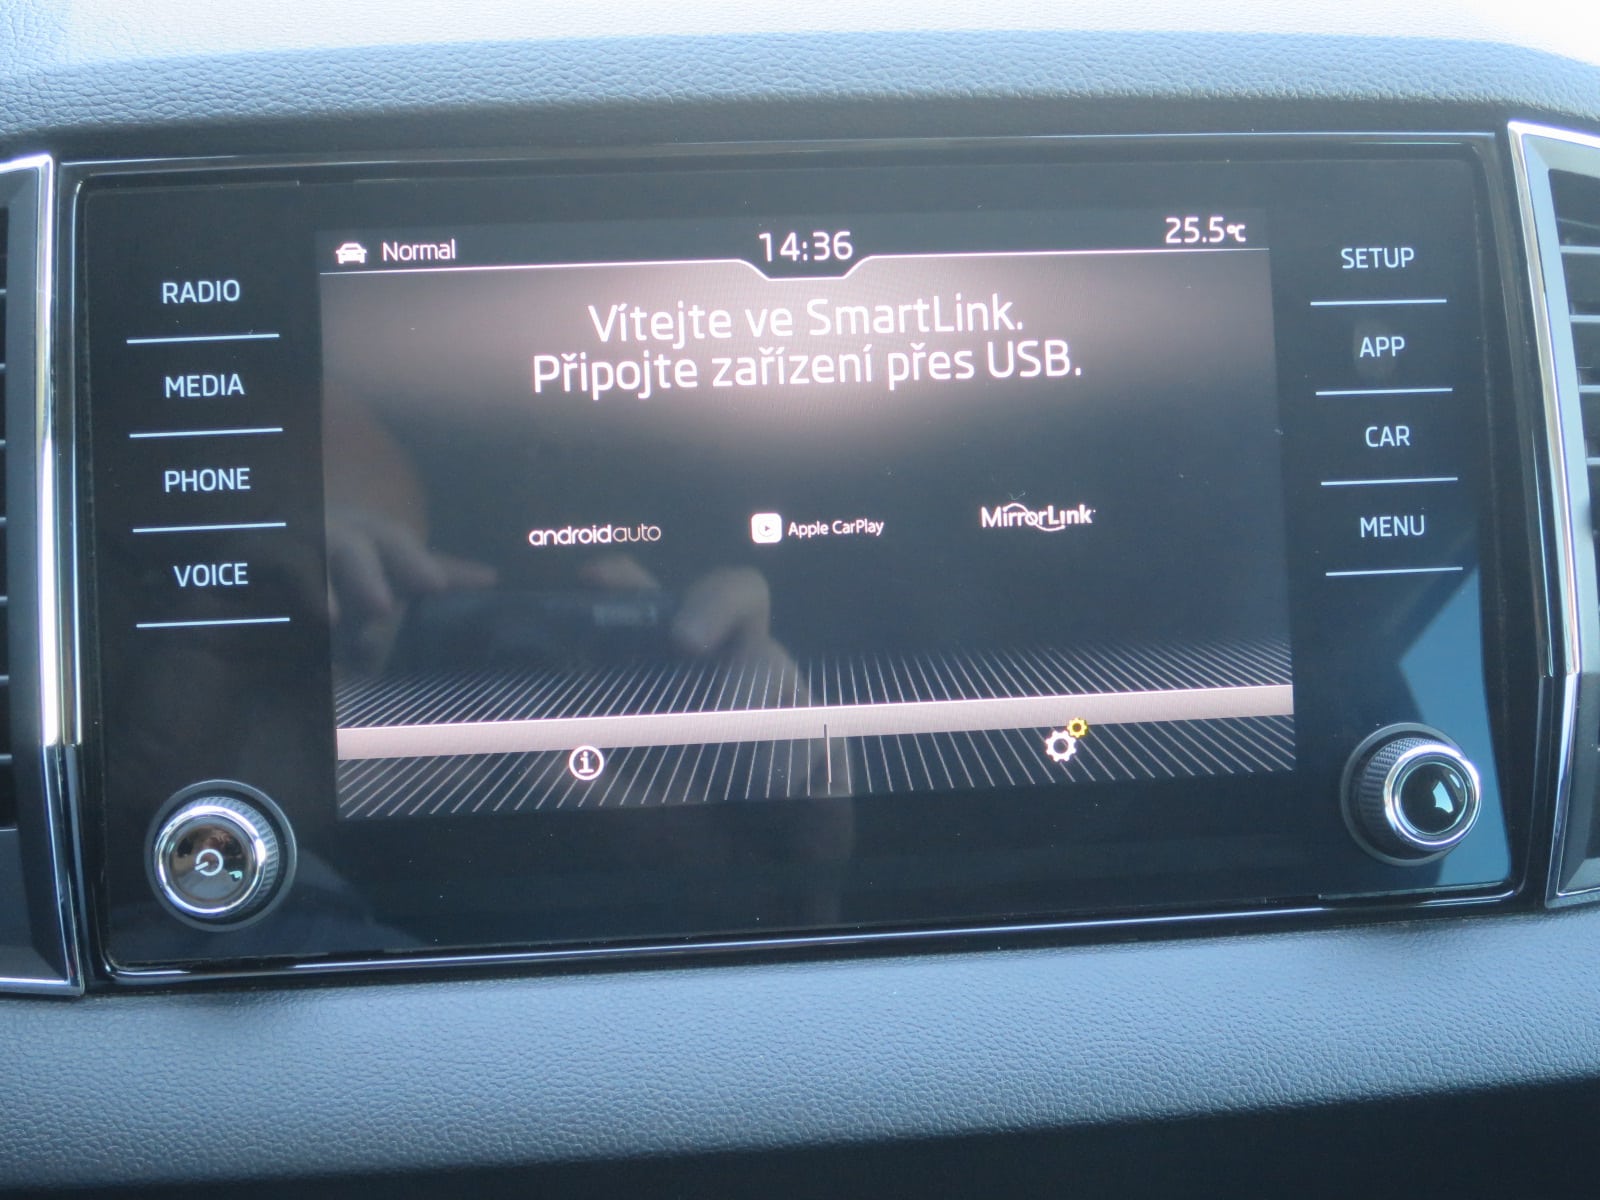 Normal 14:36 25.5°C
Vítejte ve SmartLink.
Připojte zařízení přes USB.
androidauto Apple CarPlay MirrorLink
RADIO
MEDIA
PHONE
VOICE
SETUP
APP
CAR
MENU